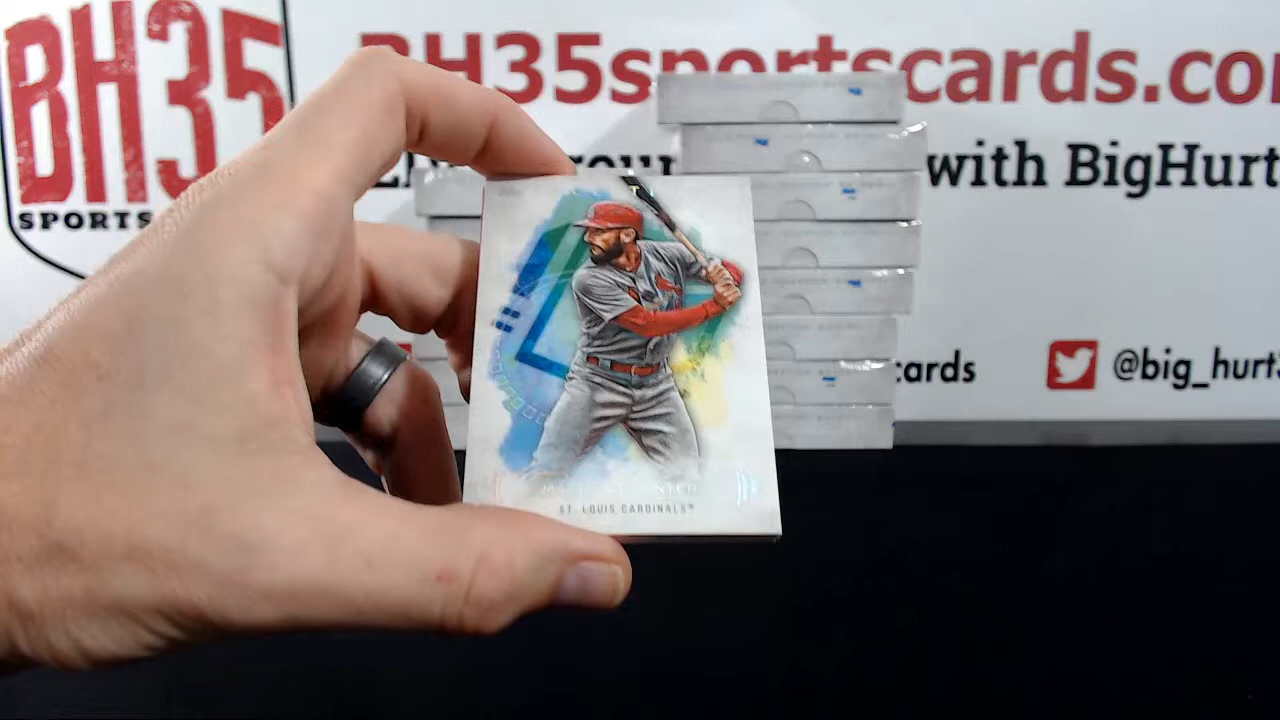 BH35
SPORTS
BH35sportscards.co
with BigHurt
cards
@big_hurt
ST. LOUIS CARDINALS®